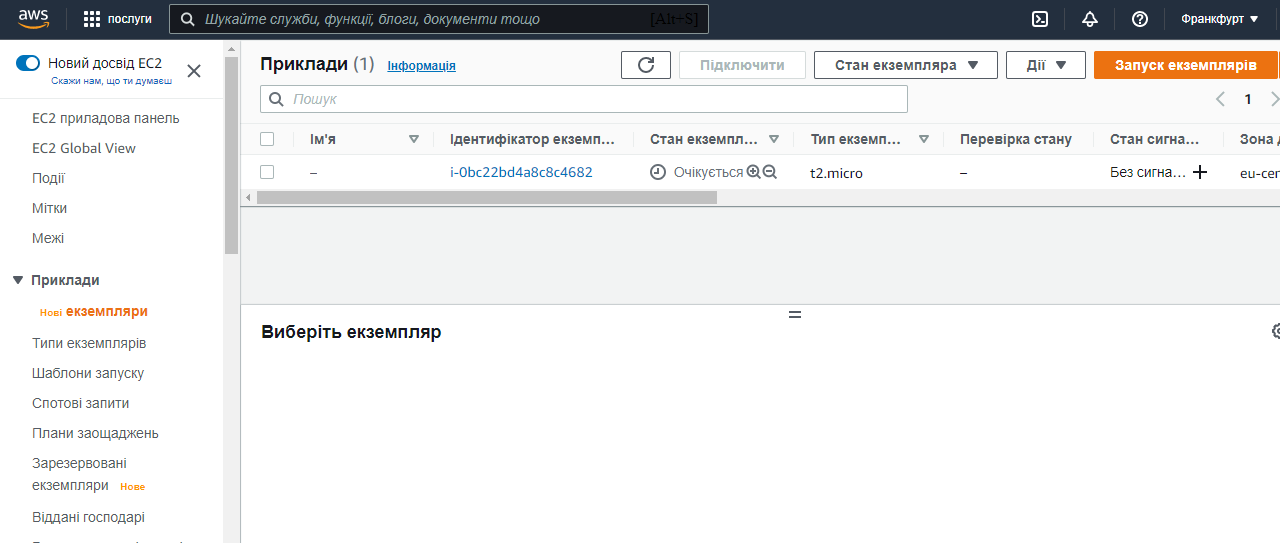 aws
послуги
Шукайте служби, функції, блоги, документи тощо
[Alt+S]
Франкфурт
Новий досвід EC2
Скажи нам, що ти думаєш
EC2 приладова панель
EC2 Global View
Події
Мітки
Межі
Приклади
Нові екземпляри
Типи екземплярів
Шаблони запуску
Спотові запити
Плани заощаджень
Зарезервовані
екземпляри Нове
Віддані господарі
Приклади (1) Інформація
Підключити
Стан екземпляра
Дії
Запуск екземплярів
Пошук
1
Ім'я
Ідентифікатор екземп...
Стан екземпл...
Тип екземп...
Перевірка стану
Стан сигна...
Зона
–
i-0bc22bd4a8c8c4682
Очікується
t2.micro
–
Без сигна...
eu-cen
Виберіть екземпляр